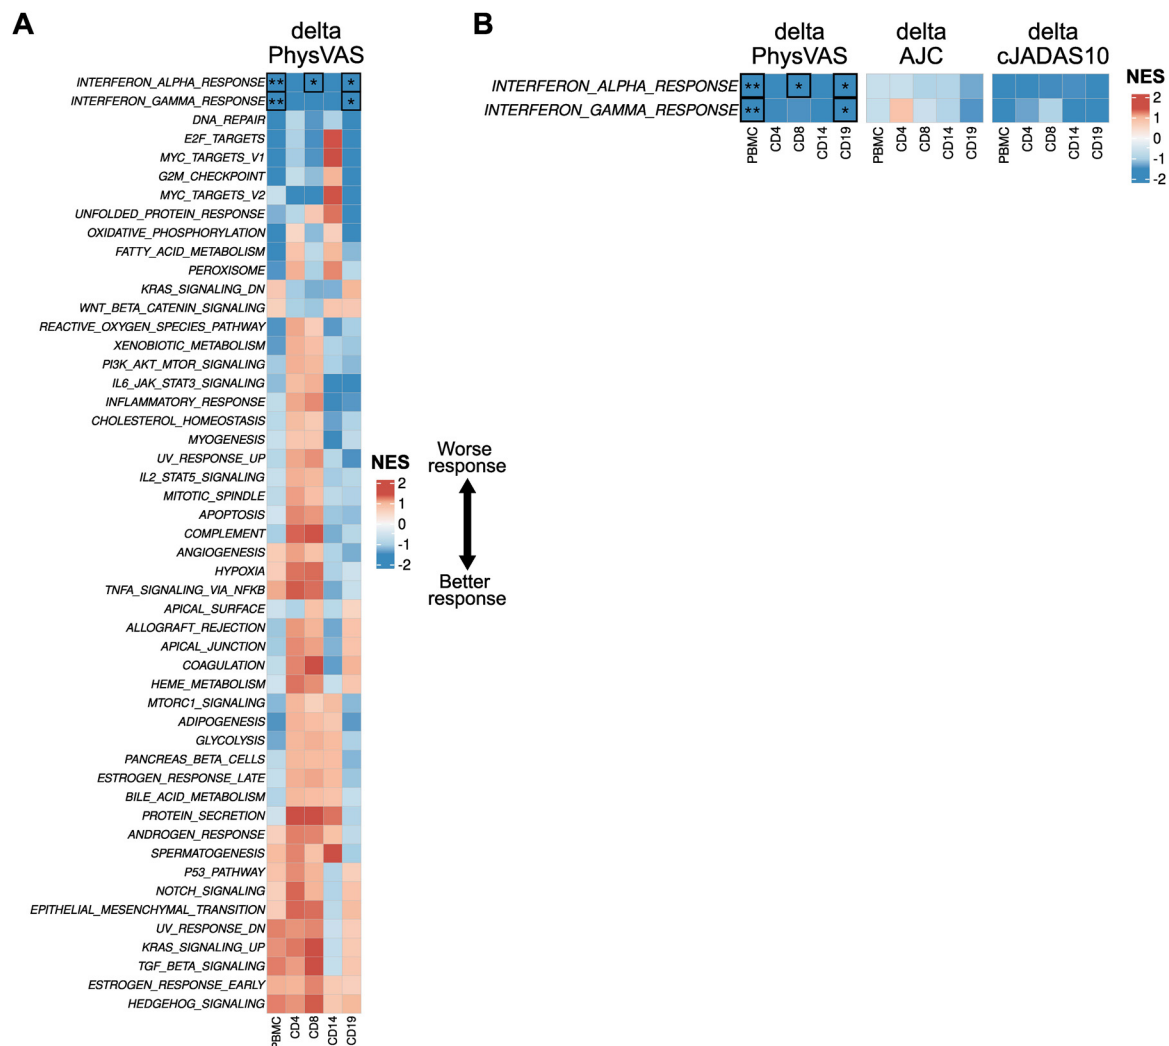 A
delta
PhysVAS
INTERFERON_ALPHA_RESPONSE ** * *
INTERFERON_GAMMA_RESPONSE ** *
DNA_REPAIR
E2F_TARGETS
MYC_TARGETS_V1
G2M_CHECKPOINT
MYC_TARGETS_V2
UNFOLDED_PROTEIN_RESPONSE
OXIDATIVE_PHOSPHORYLATION
FATTY_ACID_METABOLISM
PEROXISOME
KRAS_SIGNALING_DN
WNT_BETA_CATENIN_SIGNALING
REACTIVE_OXYGEN_SPECIES_PATHWAY
XENOBIOTIC_METABOLISM
PI3K_AKT_MTOR_SIGNALING
IL6_JAK_STAT3_SIGNALING
INFLAMMATORY_RESPONSE
CHOLESTEROL_HOMEOSTASIS
MYOGENESIS
UV_RESPONSE_UP
IL2_STAT5_SIGNALING
MITOTIC_SPINDLE
APOPTOSIS
COMPLEMENT
ANGIOGENESIS
HYPOXIA
TNFA_SIGNALING_VIA_NFKB
APICAL_SURFACE
ALLOGRAFT_REJECTION
APICAL_JUNCTION
COAGULATION
HEME_METABOLISM
MTORC1_SIGNALING
ADIPOGENESIS
GLYCOLYSIS
PANCREAS_BETA_CELLS
ESTROGEN_RESPONSE_LATE
BILE_ACID_METABOLISM
PROTEIN_SECRETION
ANDROGEN_RESPONSE
SPERMATOGENESIS
P53_PATHWAY
NOTCH_SIGNALING
EPITHELIAL_MESENCHYMAL_TRANSITION
UV_RESPONSE_DN
KRAS_SIGNALING_UP
TGF_BETA_SIGNALING
ESTROGEN_RESPONSE_EARLY
HEDGEHOG_SIGNALING
PBMC CD4 CD8 CD14 CD19
NES
2
1
0
-1
-2
Worse
response
Better
response
B
delta
PhysVAS
delta
AJC
delta
cJADAS10
INTERFERON_ALPHA_RESPONSE ** * *
INTERFERON_GAMMA_RESPONSE ** *
PBMC CD4 CD8 CD14 CD19 PBMC CD4 CD8 CD14 CD19 PBMC CD4 CD8 CD14 CD19
NES
2
1
0
-1
-2